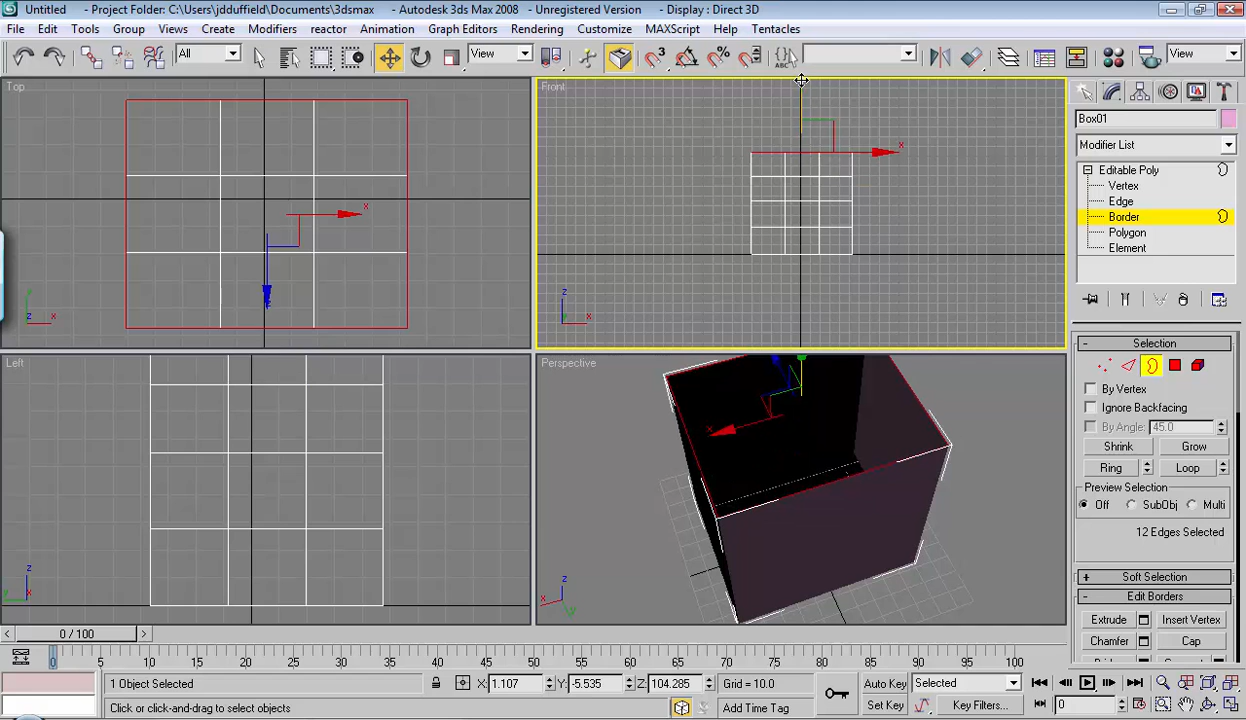 Untitled - Project Folder: C:\Users\jdduffield\Documents\3dsmax - Autodesk 3ds Max 2008 - Unregistered Version - Display : Direct 3D
File Edit Tools Group Views Create Modifiers reactor Animation Graph Editors Rendering Customize MAXScript Help Tentacles
All View 3 % ABC View
Top
x
y
z x
Front
x
z
x
Box01
Modifier List
Editable Poly
Vertex
Edge
Border
Polygon
Element
Left
z
y x
Perspective
x
z
x y
Selection
By Vertex
Ignore Backfacing
By Angle: 45.0
Shrink Grow
Ring Loop
Preview Selection
Off SubObj Multi
12 Edges Selected
Soft Selection
Edit Borders
Extrude Insert Vertex
Chamfer Cap
< 0 / 100 >
0 5 10 15 20 25 30 35 40 45 50 55 60 65 70 75 80 85 90 95 100
1 Object Selected X: 1.107 Y: -5.535 Z: 104.285 Grid = 10.0 Auto Key Selected
Click or click-and-drag to select objects Add Time Tag Set Key Key Filters... 0